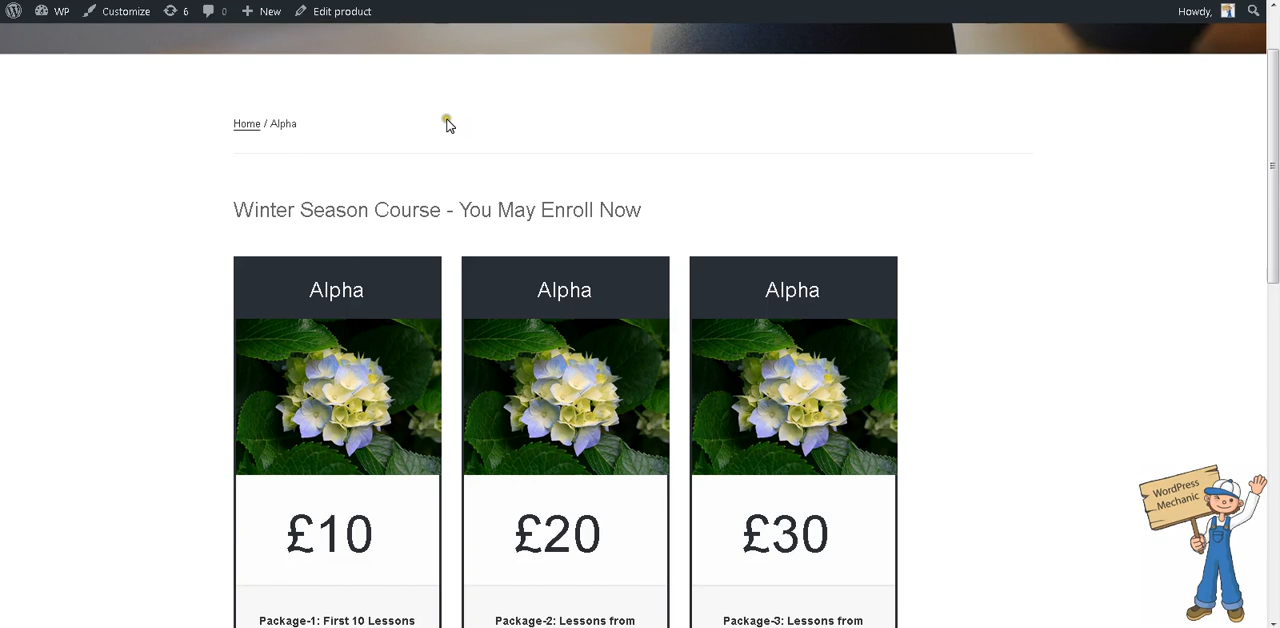 WP Customize 6 0 New Edit product Howdy,
Home / Alpha
Winter Season Course - You May Enroll Now
Alpha Alpha Alpha
£10 £20 £30
Package-1: First 10 Lessons Package-2: Lessons from Package-3: Lessons from
WordPress
Mechanic